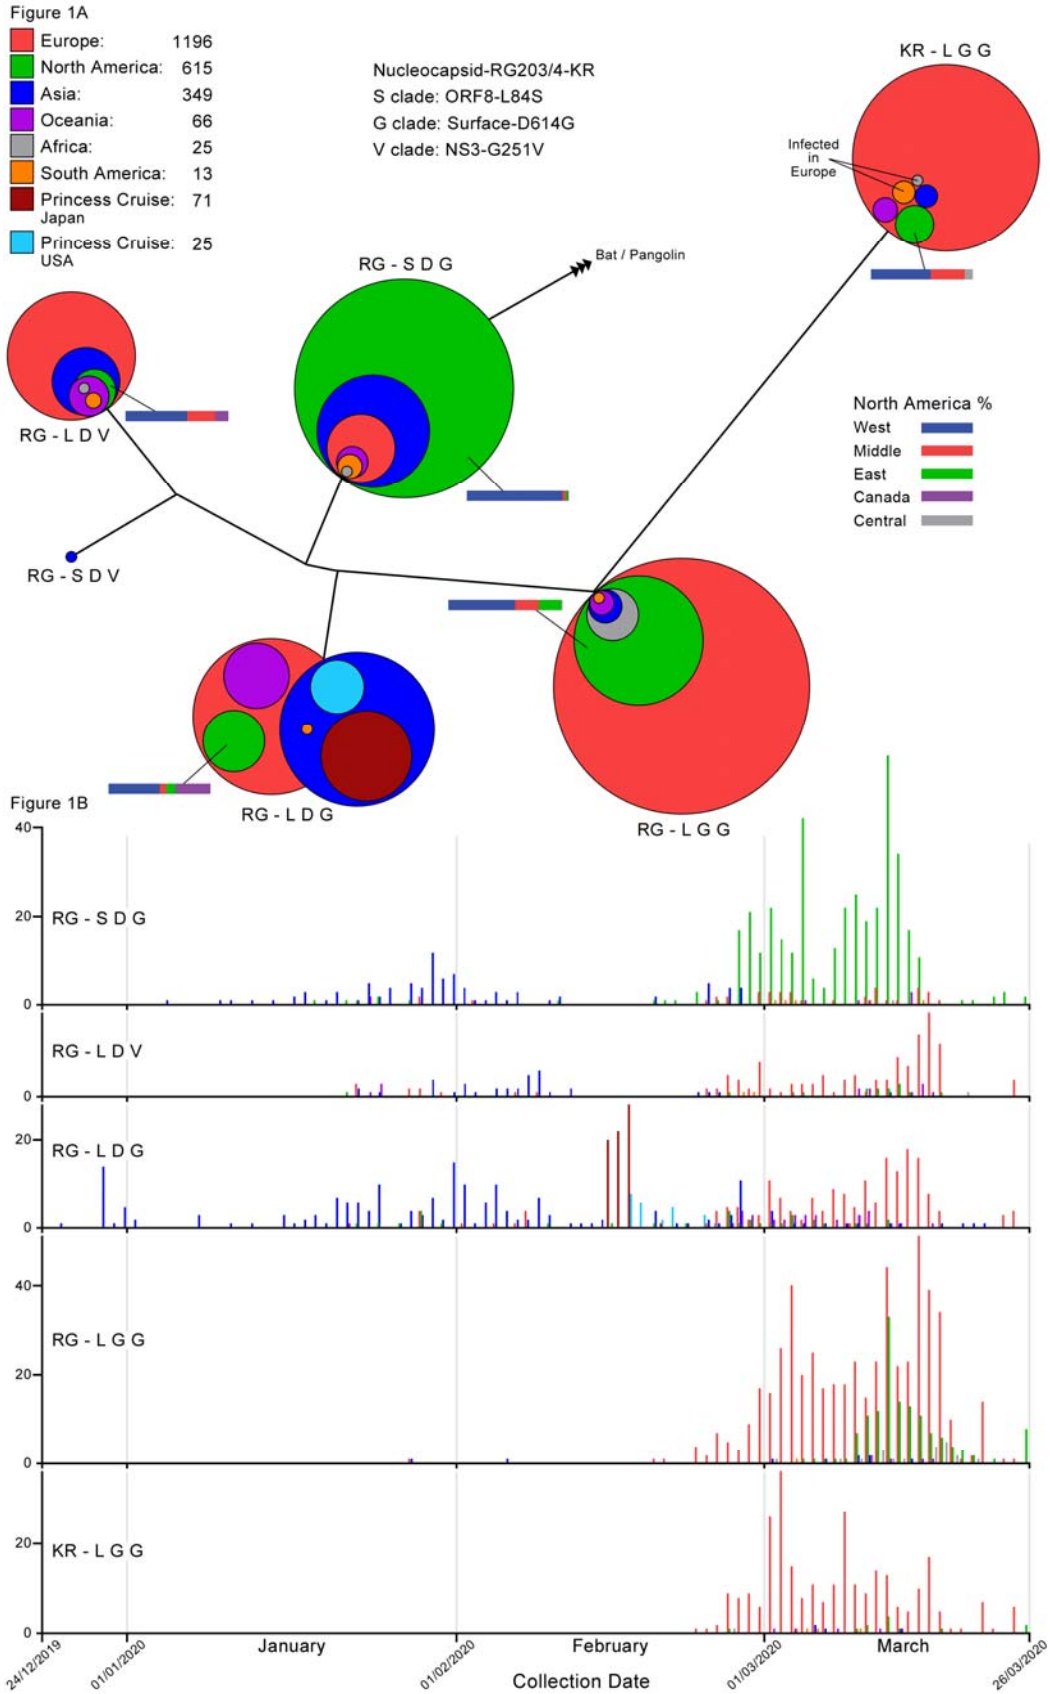 Figure 1A
Europe: 1196
North America: 615
Asia: 349
Oceania: 66
Africa: 25
South America: 13
Princess Cruise: 71
Japan
Princess Cruise: 25
USA
Nucleocapsid-RG203/4-KR
S clade: ORF8-L84S
G clade: Surface-D614G
V clade: NS3-G251V
KR - L G G
Infected
in
Europe
RG - S D G
Bat / Pangolin
RG - L D V
RG - S D V
North America %
West
Middle
East
Canada
Central
RG - L D G
RG - L G G
Figure 1B
40
20
0
RG - S D G
0
RG - L D V
20
0
RG - L D G
40
20
0
RG - L G G
20
0
KR - L G G
24/12/2019
01/01/2020
January
01/02/2020
February
01/03/2020
March
26/03/2020
Collection Date